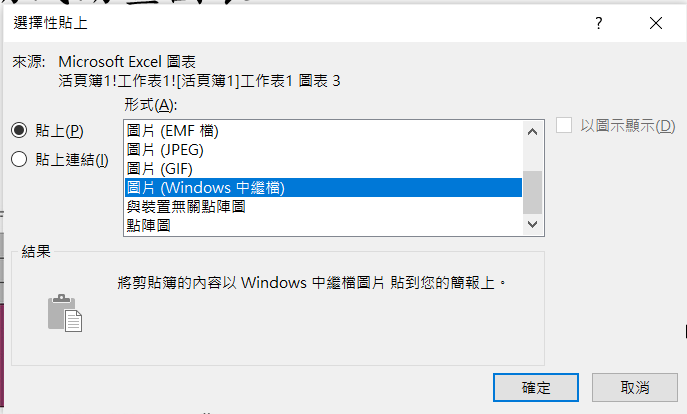 選擇性貼上
?
來源: Microsoft Excel 圖表
活頁簿1!工作表1![活頁簿1]工作表1 圖表 3
形式(A):
貼上(P)
貼上連結(I)
圖片 (EMF 檔)
圖片 (JPEG)
圖片 (GIF)
圖片 (Windows 中繼檔)
與裝置無關點陣圖
點陣圖
以圖示顯示(D)
結果
將剪貼簿的內容以 Windows 中繼檔圖片 貼到您的簡報上。
確定
取消